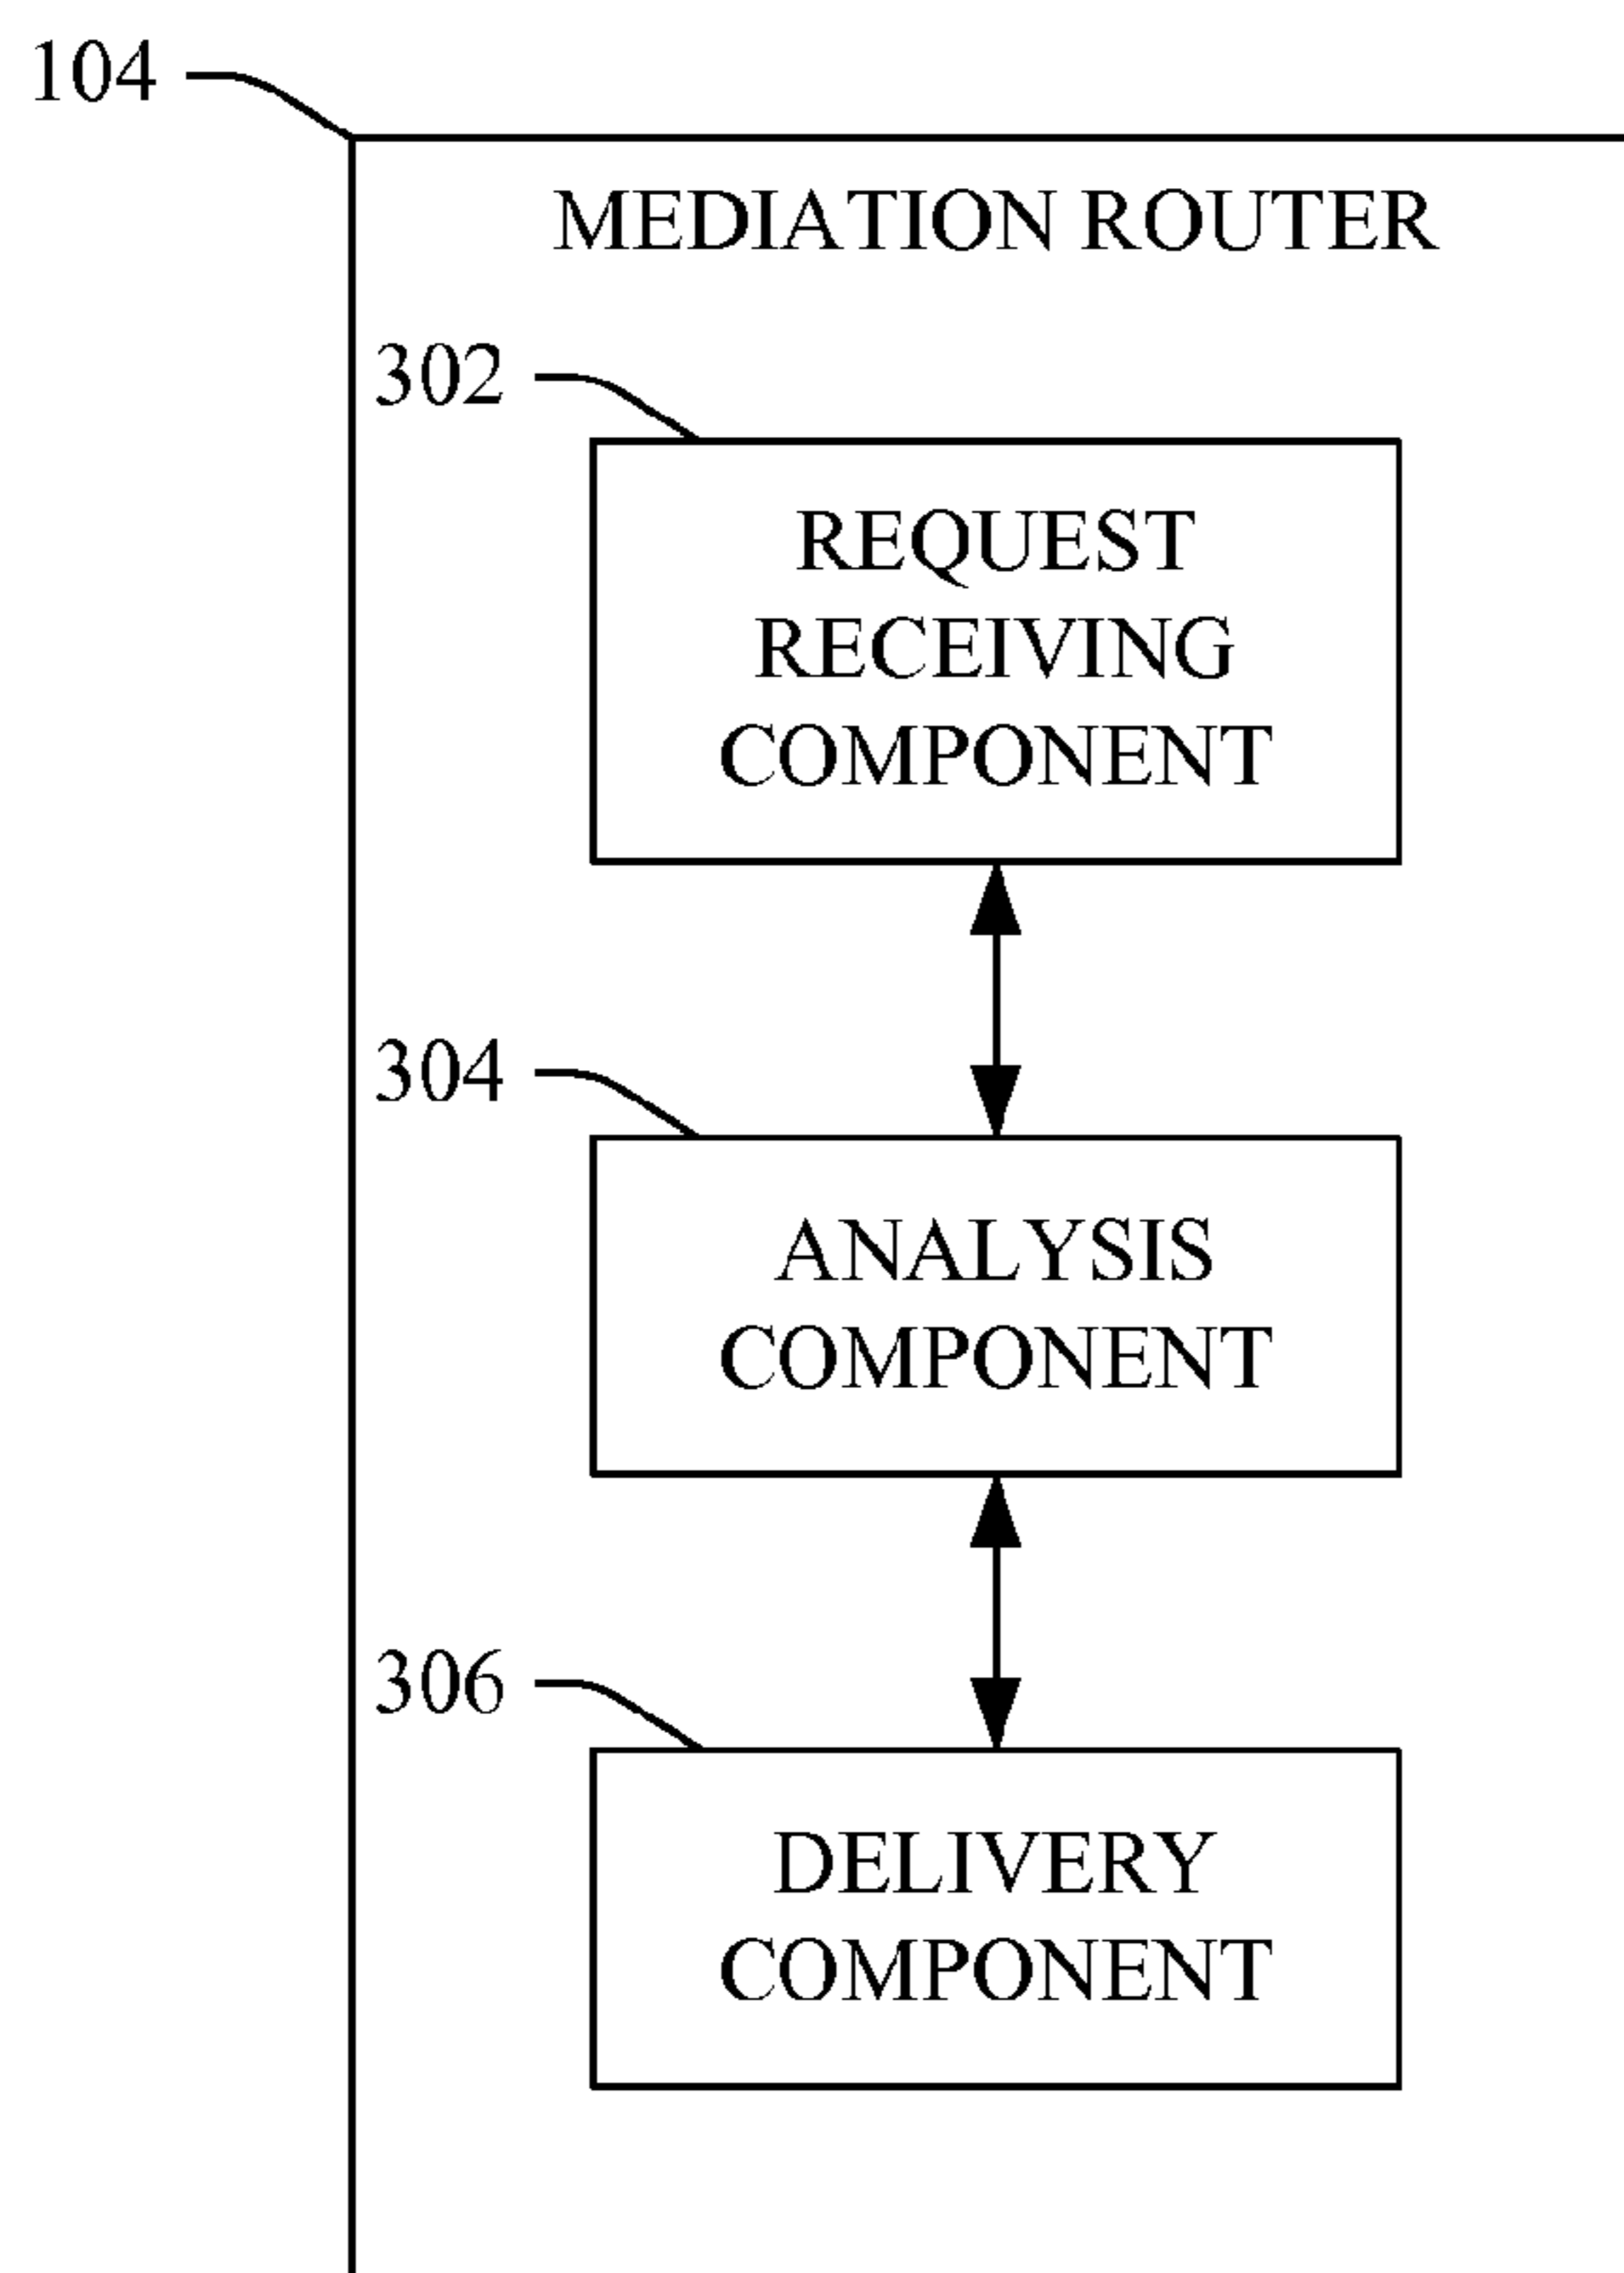 104
MEDIATION ROUTER
302
REQUEST
RECEIVING
COMPONENT
304
ANALYSIS
COMPONENT
306
DELIVERY
COMPONENT